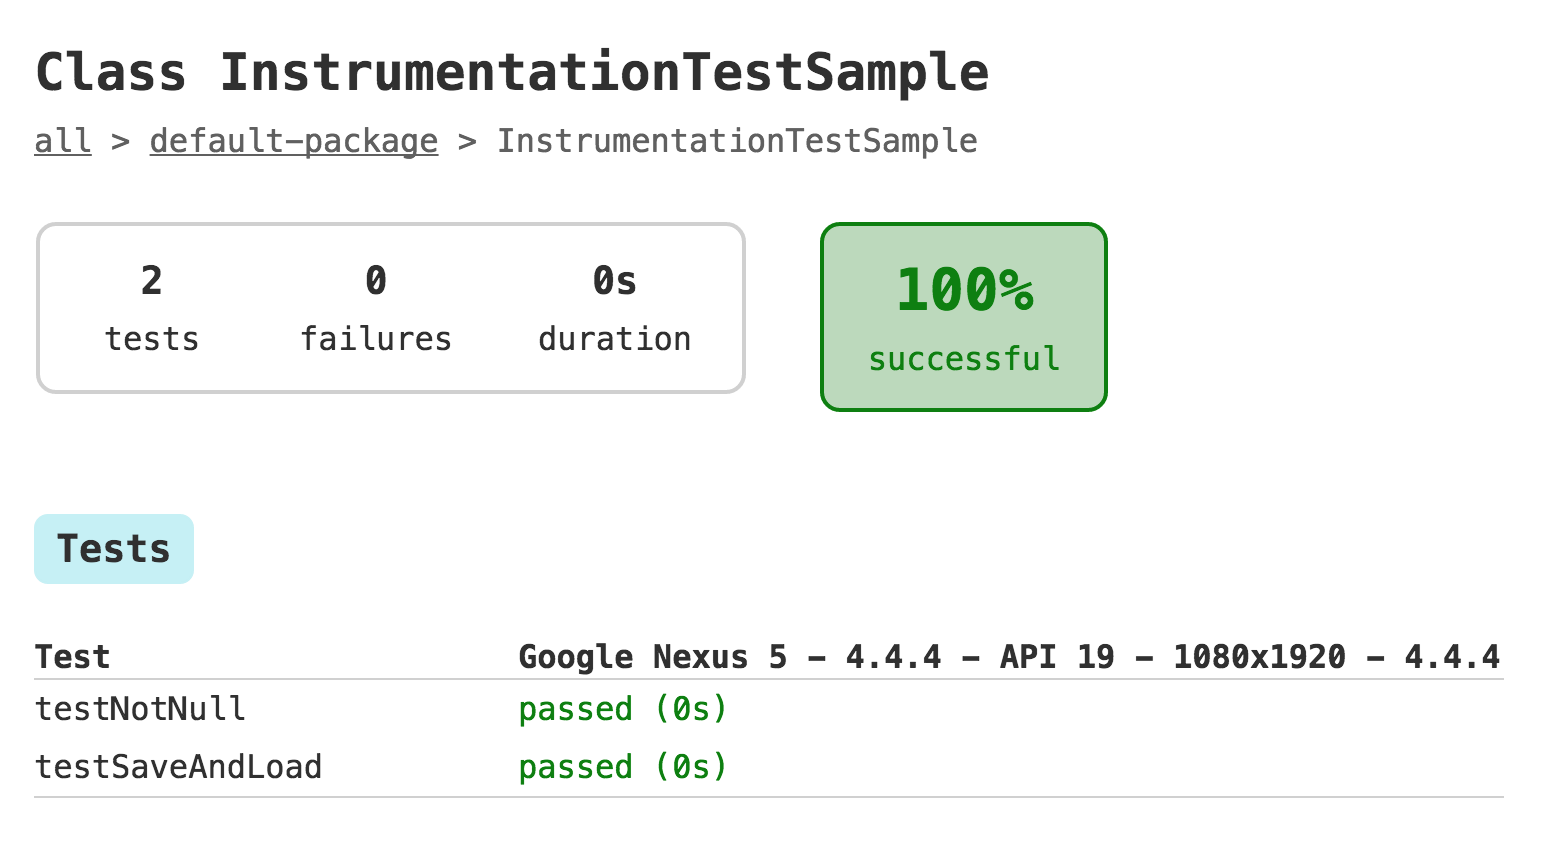 Class InstrumentationTestSample
all > default-package > InstrumentationTestSample
2 0 0s
tests failures duration
100%
successful
Tests
Test Google Nexus 5 - 4.4.4 - API 19 - 1080x1920 - 4.4.4
testNotNull passed (0s)
testSaveAndLoad passed (0s)